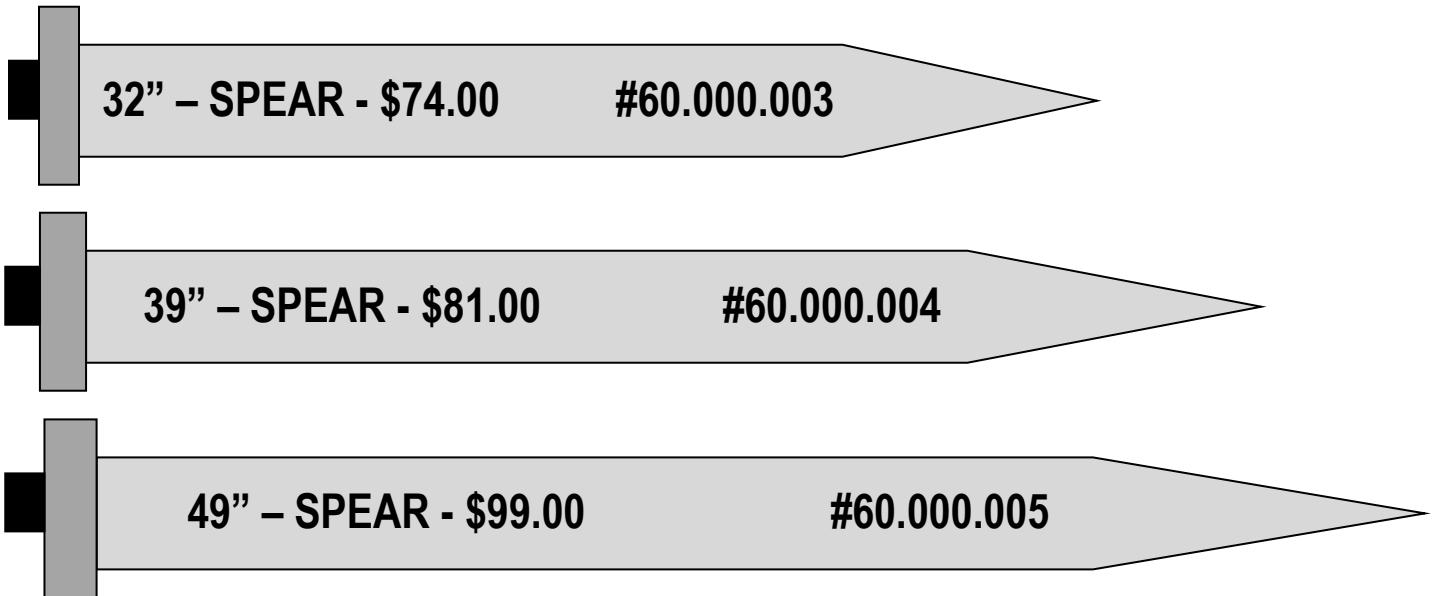 32” – SPEAR - $74.00 #60.000.003
39” – SPEAR - $81.00 #60.000.004
49” – SPEAR - $99.00 #60.000.005